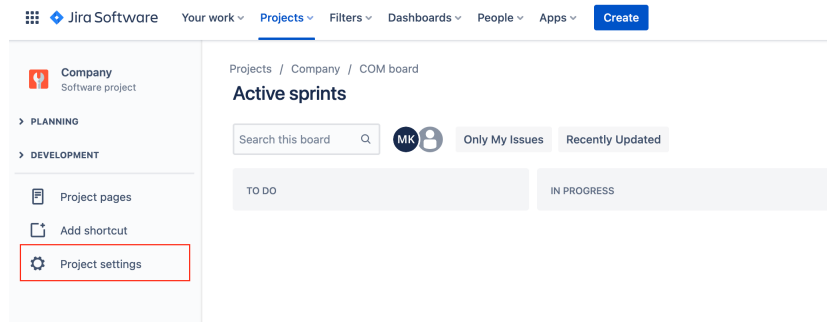 Jira Software Your work Projects Filters Dashboards People Apps Create
Company
Software project
PLANNING
DEVELOPMENT
Project pages
Add shortcut
Project settings
Projects / Company / COM board
Active sprints
Search this board MK Only My Issues Recently Updated
TO DO IN PROGRESS